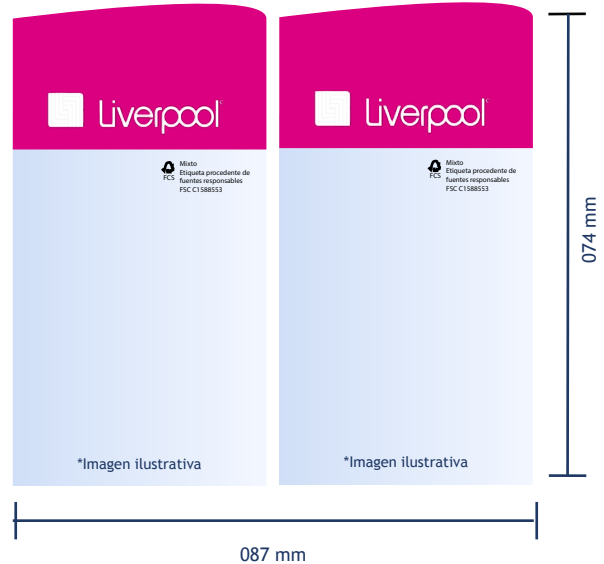 Liverpool
FCS
Mixto
Etiqueta procedente de
fuentes responsables
FSC C1588553
*Imagen ilustrativa
Liverpool
FCS
Mixto
Etiqueta procedente de
fuentes responsables
FSC C1588553
*Imagen ilustrativa
074 mm
087 mm